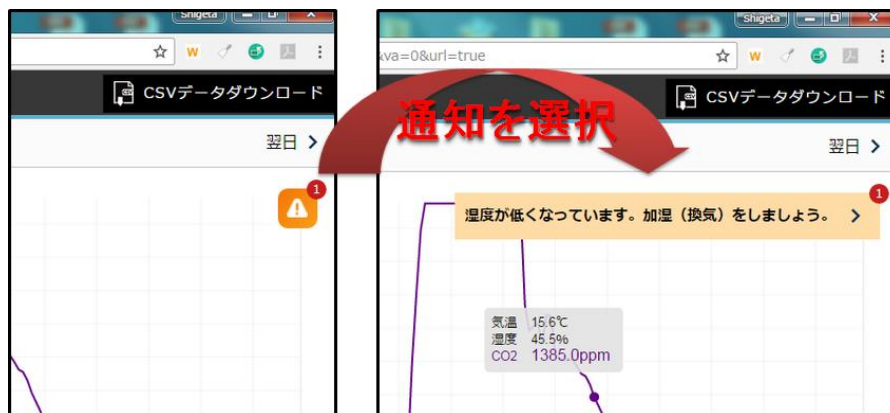 Shigeta
CSVデータダウンロード
翌日
1
Shigeta
&va=0&url=true
CSVデータダウンロード
通知を選択
翌日
1
湿度が低くなっています。加湿（換気）をしましょう。
気温 15.6℃
湿度 45.5%
CO2 1385.0ppm